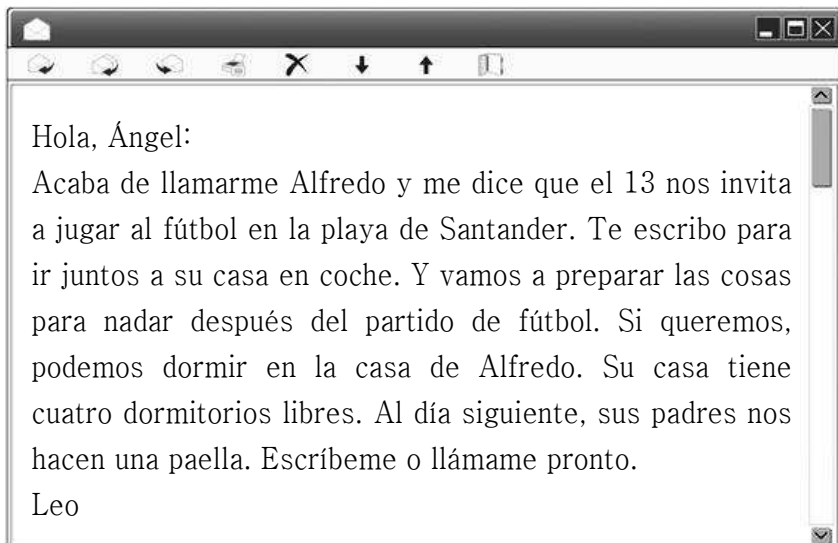 Hola, Ángel:
Acaba de llamarme Alfredo y me dice que el 13 nos invita
a jugar al fútbol en la playa de Santander. Te escribo para
ir juntos a su casa en coche. Y vamos a preparar las cosas
para nadar después del partido de fútbol. Si queremos,
podemos dormir en la casa de Alfredo. Su casa tiene
cuatro dormitorios libres. Al día siguiente, sus padres nos
hacen una paella. Escríbeme o llámame pronto.
Leo